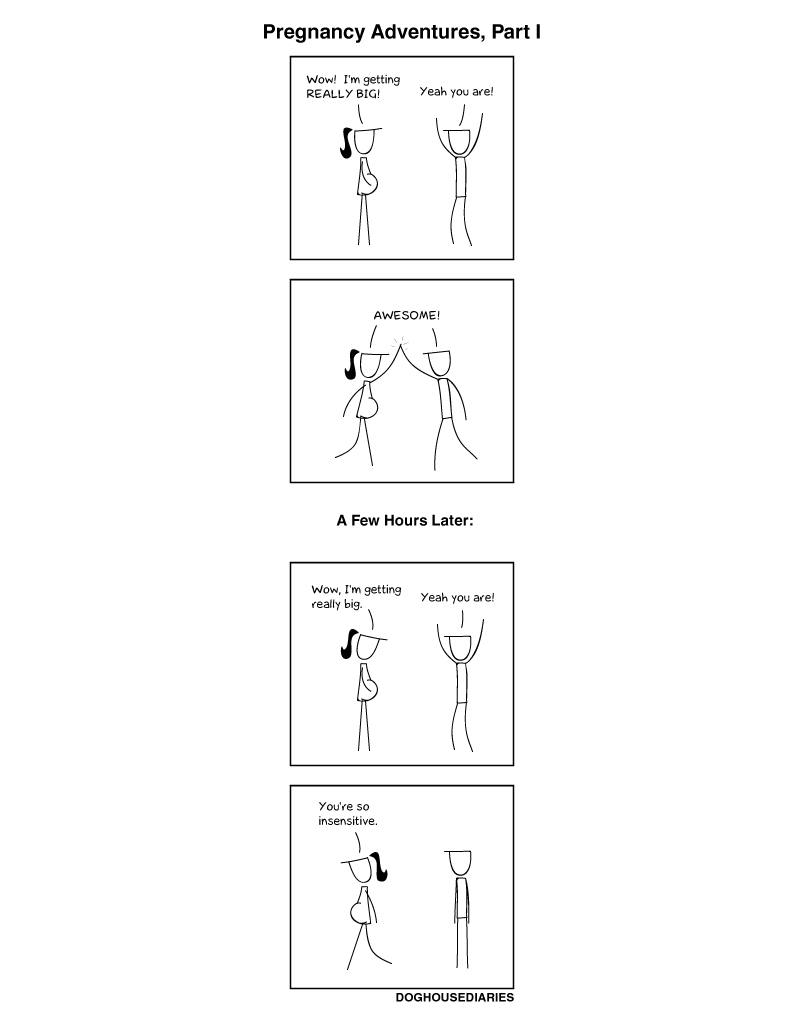 Pregnancy Adventures, Part I
Wow! I'm getting
REALLY BIG!
Yeah you are!
AWESOME!
A Few Hours Later:
Wow, I'm getting
really big.
Yeah you are!
You're so
insensitive.
DOGHOUSEDIARIES